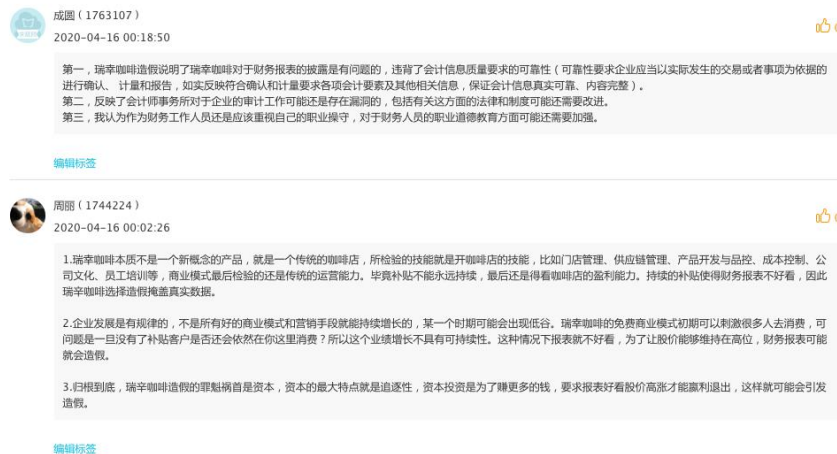 成圆（1763107）
2020-04-16 00:18:50
第一，瑞幸咖啡造假说明了瑞幸咖啡对于财务报表的披露是有问题的，违背了会计信息质量要求的可靠性（可靠性要求企业应当以实际发生的交易或者事项为依据的
进行确认、 计量和报告，如实反映符合确认和计量要求各项会计要素及其他相关信息，保证会计信息真实可靠、内容完整）。
第二，反映了会计师事务所对于企业的审计工作可能还是存在漏洞的，包括有关这方面的法律和制度可能还需要改进。
第三，我认为作为财务工作人员还是应该重视自己的职业操守，对于财务人员的职业道德教育方面可能还需要加强。
编辑标签
周丽（1744224）
2020-04-16 00:02:26
1.瑞幸咖啡本质不是一个新概念的产品，就是一个传统的咖啡店，所检验的技能就是开咖啡店的技能，比如门店管理、供应链管理、产品开发与品控、成本控制、公
司文化、员工培训等，商业模式最后检验的还是传统的运营能力。毕竟补贴不能永远持续，最后还是得看咖啡店的盈利能力。持续的补贴使得财务报表不好看，因此
瑞辛咖啡选择造假掩盖真实数据。
2.企业发展是有规律的，不是所有好的商业模式和营销手段就能持续增长的，某一个时期可能会出现低谷。瑞幸咖啡的免费商业模式初期可以刺激很多人去消费，可
问题是一旦没有了补贴客户是否还会依然在你这里消费？所以这个业绩增长不具有可持续性。这种情况下报表就不好看，为了让股价能够维持在高位，财务报表可能
就会造假。
3.归根到底，瑞辛咖啡造假的罪魁祸首是资本，资本的最大特点就是追逐性，资本投资是为了赚更多的钱，要求报表好看股价高涨才能赢利退出，这样就可能会引发
造假。
编辑标签